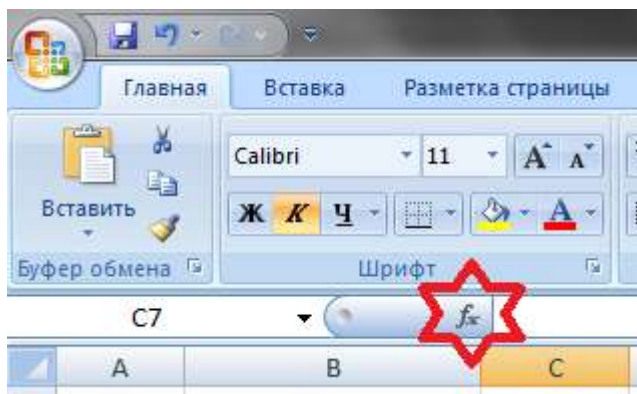 Главная Вставка Разметка страницы
Calibri 11 А А
Вставить Ж К Ч А
Буфер обмена Шрифт
C7 fx
A B C